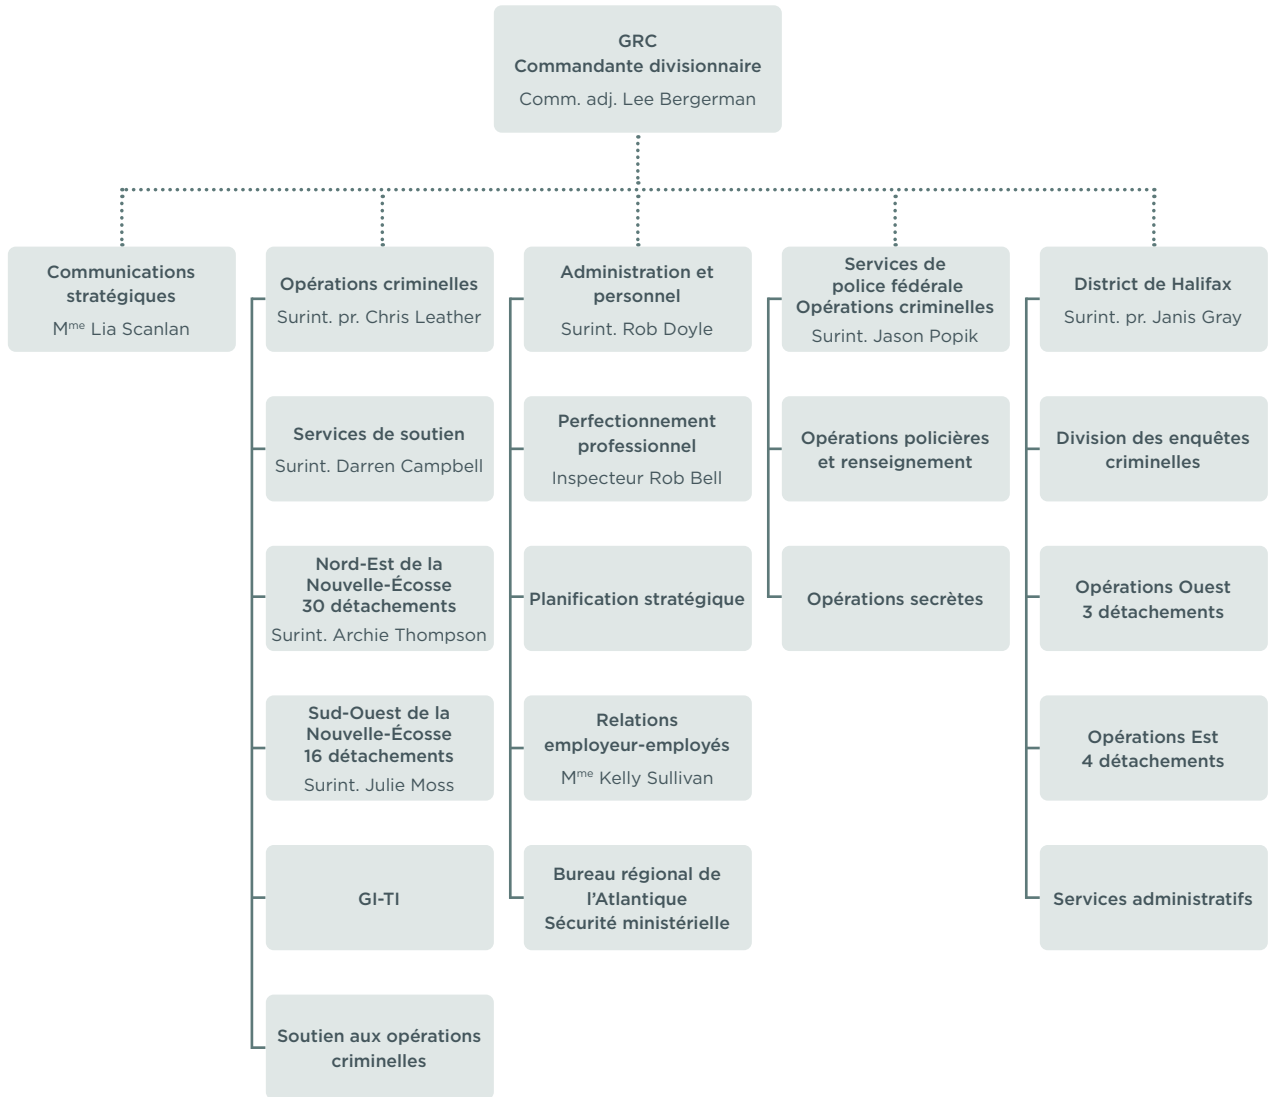 GRC
Commandante divisionnaire
Comm. adj. Lee Bergerman
Communications
stratégiques
Mme Lia Scanlan
Opérations criminelles
Surint. pr. Chris Leather
Services de soutien
Surint. Darren Campbell
Nord-Est de la
Nouvelle-Écosse
30 détachements
Surint. Archie Thompson
Sud-Ouest de la
Nouvelle-Écosse
16 détachements
Surint. Julie Moss
GI-TI
Soutien aux opérations
criminelles
Administration et
personnel
Surint. Rob Doyle
Perfectionnement
professionnel
Inspecteur Rob Bell
Planification stratégique
Relations
employeur-employés
Mme Kelly Sullivan
Bureau régional de
l’Atlantique
Sécurité ministérielle
Services de
police fédérale
Opérations criminelles
Surint. Jason Popik
Opérations policières
et renseignement
Opérations secrètes
District de Halifax
Surint. pr. Janis Gray
Division des enquêtes
criminelles
Opérations Ouest
3 détachements
Opérations Est
4 détachements
Services administratifs